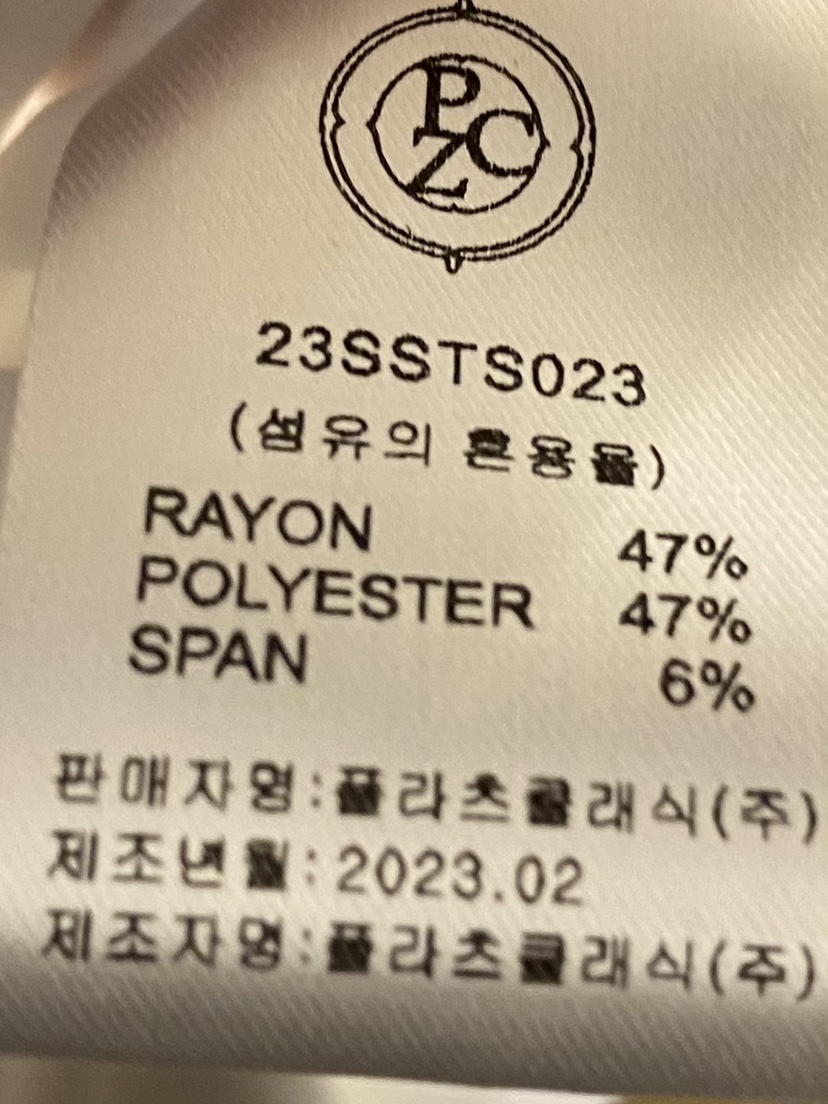 PCZ
23SSTS023
(섬유의 혼용율)
RAYON 47%
POLYESTER 47%
SPAN 6%
판매자명:플라츠클래식(주)
제조년월:2023.02
제조자명:플라츠클래식(주)